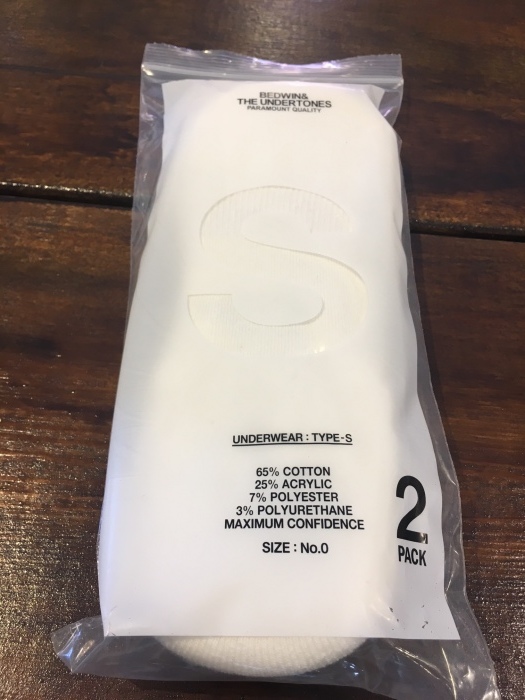 BEDWIN&
THE UNDERTONES
PARAMOUNT QUALITY
S
UNDERWEAR : TYPE-S
65% COTTON
25% ACRYLIC
7% POLYESTER
3% POLYURETHANE
MAXIMUM CONFIDENCE
SIZE : No.0
2
PACK